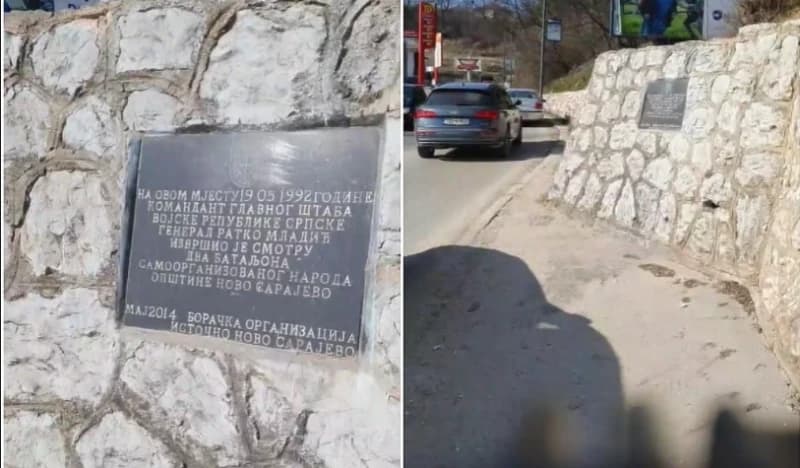 НА ОВОМ МЈЕСТУ 19 05 1992 ГОДИНЕ
КОМАНДАНТ ГЛАВНОГ ШТАБА
ВОЈСКЕ РЕПУБЛИКЕ СРПСКЕ
ГЕНЕРАЛ РАТКО МЛАДИЋ
ИЗВРШИО ЈЕ СМОТРУ
ДВА БАТАЉОНА
САМООРГАНИЗОВАНОГ НАРОДА
ОПШТИНЕ НОВО САРАЈЕВО
МАЈ 2014 БОРАЧКА ОРГАНИЗАЦИЈА
ИСТОЧНО НОВО САРАЈЕВО